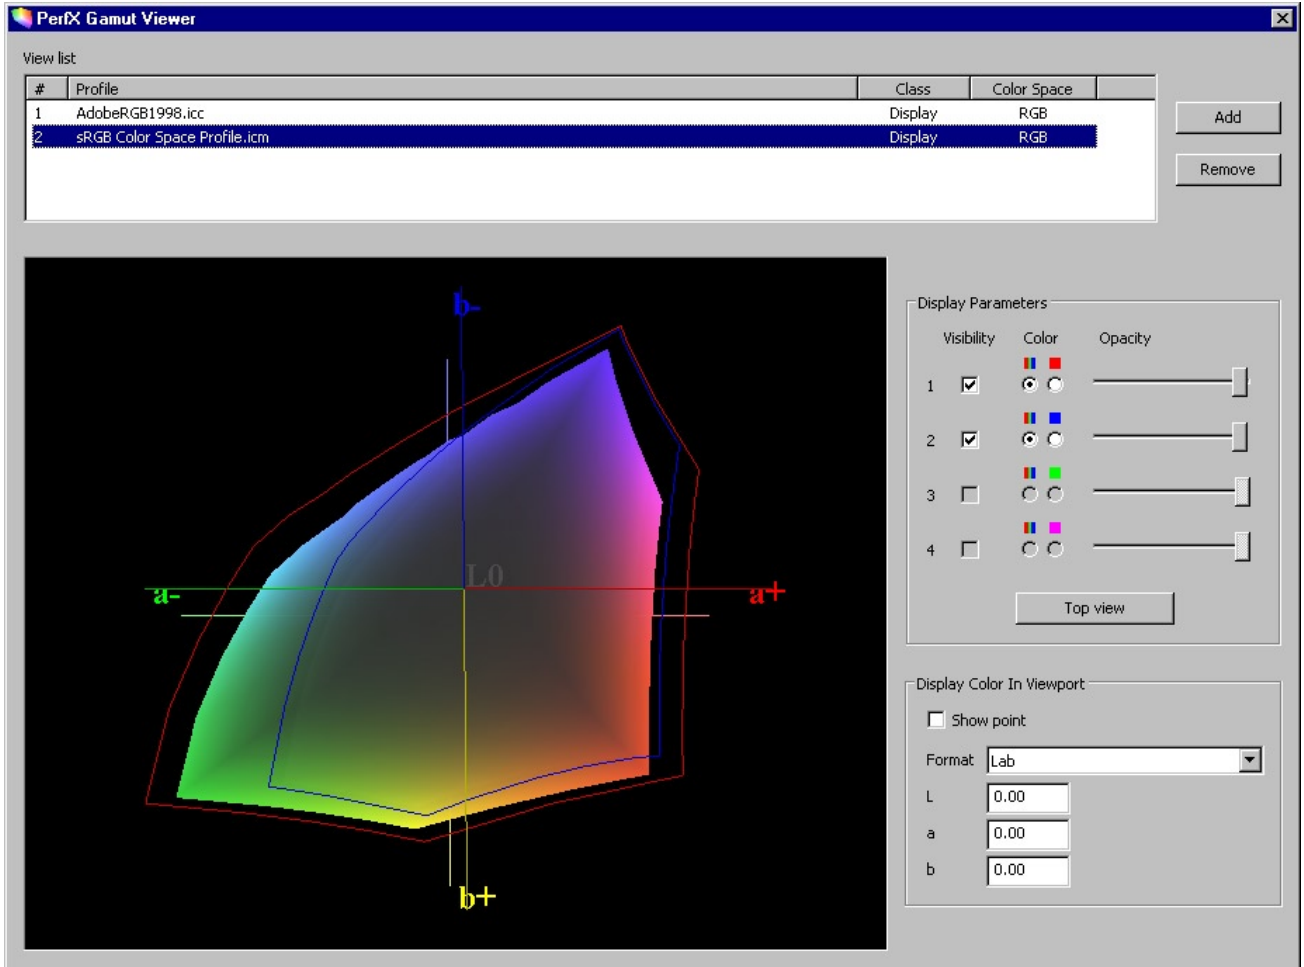 PerfX Gamut Viewer
View list
# Profile Class Color Space
1 AdobeRGB1998.icc Display RGB
2 sRGB Color Space Profile.icm Display RGB
Add
Remove
b-
L0
a-
a+
b+
Display Parameters
Visibility Color Opacity
1
2
3
4
Top view
Display Color In Viewport
Show point
Format Lab
L 0.00
a 0.00
b 0.00